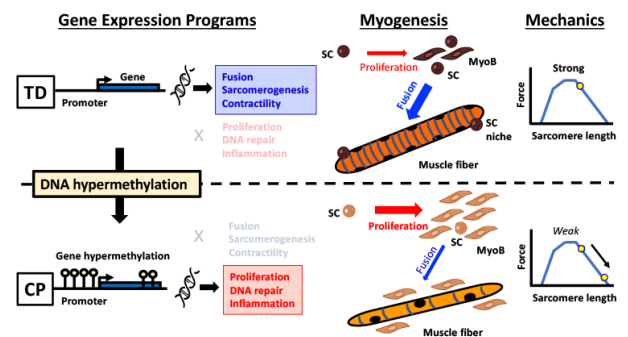 Gene Expression Programs
Myogenesis
Mechanics
TD
Gene
Promoter
Fusion
Sarcomerogenesis
Contractility
X
Proliferation
DNA repair
Inflammation
SC
Proliferation
MyoB
SC
Fusion
SC
niche
Muscle fiber
Strong
Force
Sarcomere length
DNA hypermethylation
X
Fusion
Sarcomerogenesis
Contractility
CP
Gene hypermethylation
Promoter
Proliferation
DNA repair
Inflammation
SC
Proliferation
SC
MyoB
Fusion
Muscle fiber
Weak
Force
Sarcomere length